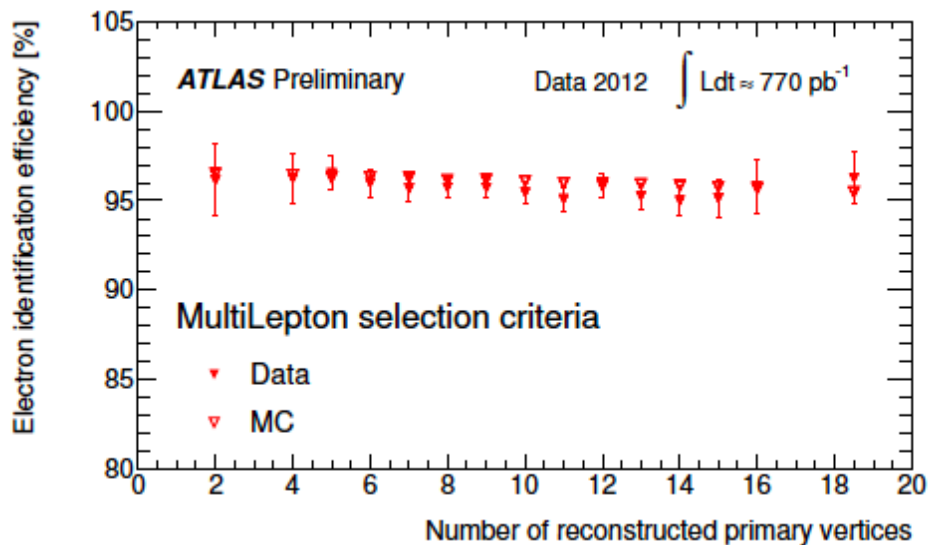 Electron identification efficiency [%]
105
100
95
90
85
80
ATLAS Preliminary
Data 2012 ∫ Ldt ≈ 770 pb⁻¹
MultiLepton selection criteria
Data
MC
0 2 4 6 8 10 12 14 16 18 20
Number of reconstructed primary vertices